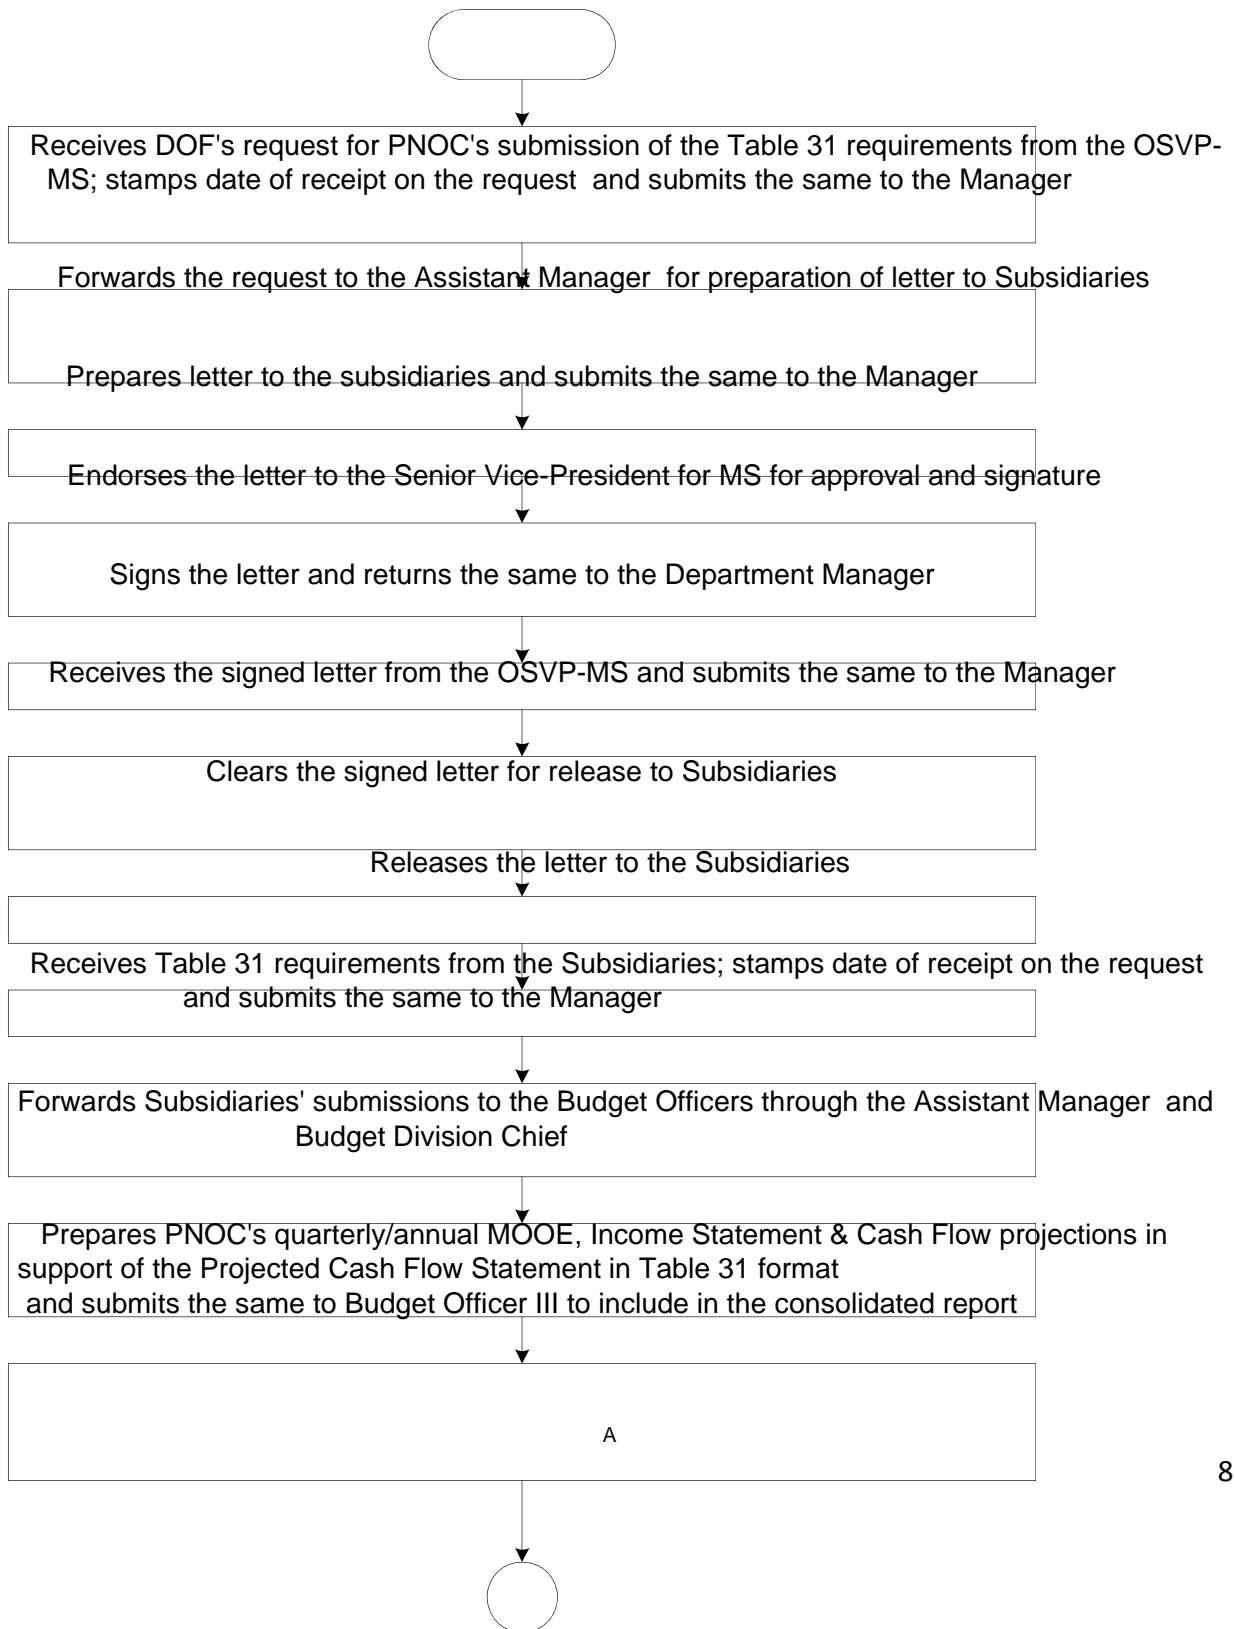 Receives DOF's request for PNOC's submission of the Table 31 requirements from the OSVP-
MS; stamps date of receipt on the request and submits the same to the Manager
Forwards the request to the Assistant Manager for preparation of letter to Subsidiaries
Prepares letter to the subsidiaries and submits the same to the Manager
Endorses the letter to the Senior Vice-President for MS for approval and signature
Signs the letter and returns the same to the Department Manager
Receives the signed letter from the OSVP-MS and submits the same to the Manager
Clears the signed letter for release to Subsidiaries
Releases the letter to the Subsidiaries
Receives Table 31 requirements from the Subsidiaries; stamps date of receipt on the request
and submits the same to the Manager
Forwards Subsidiaries' submissions to the Budget Officers through the Assistant Manager and
Budget Division Chief
Prepares PNOC's quarterly/annual MOOE, Income Statement & Cash Flow projections in
support of the Projected Cash Flow Statement in Table 31 format
and submits the same to Budget Officer III to include in the consolidated report
A
8